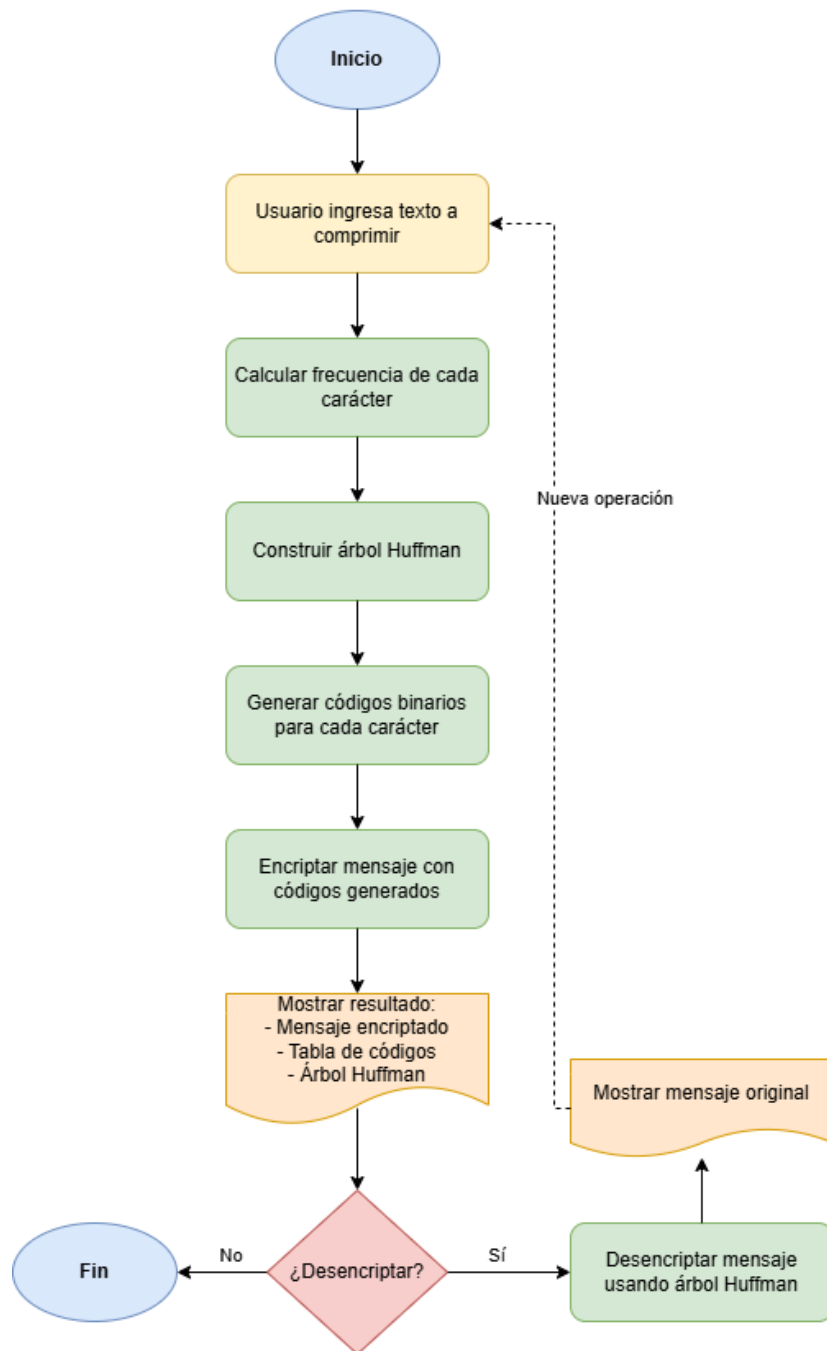 Inicio
Usuario ingresa texto a
comprimir
Calcular frecuencia de cada
carácter
Nueva operación
Construir árbol Huffman
Generar códigos binarios
para cada carácter
Encriptar mensaje con
códigos generados
Mostrar resultado:
- Mensaje encriptado
- Tabla de códigos
- Árbol Huffman
Mostrar mensaje original
¿Desencriptar?
No
Sí
Fin
Desencriptar mensaje
usando árbol Huffman